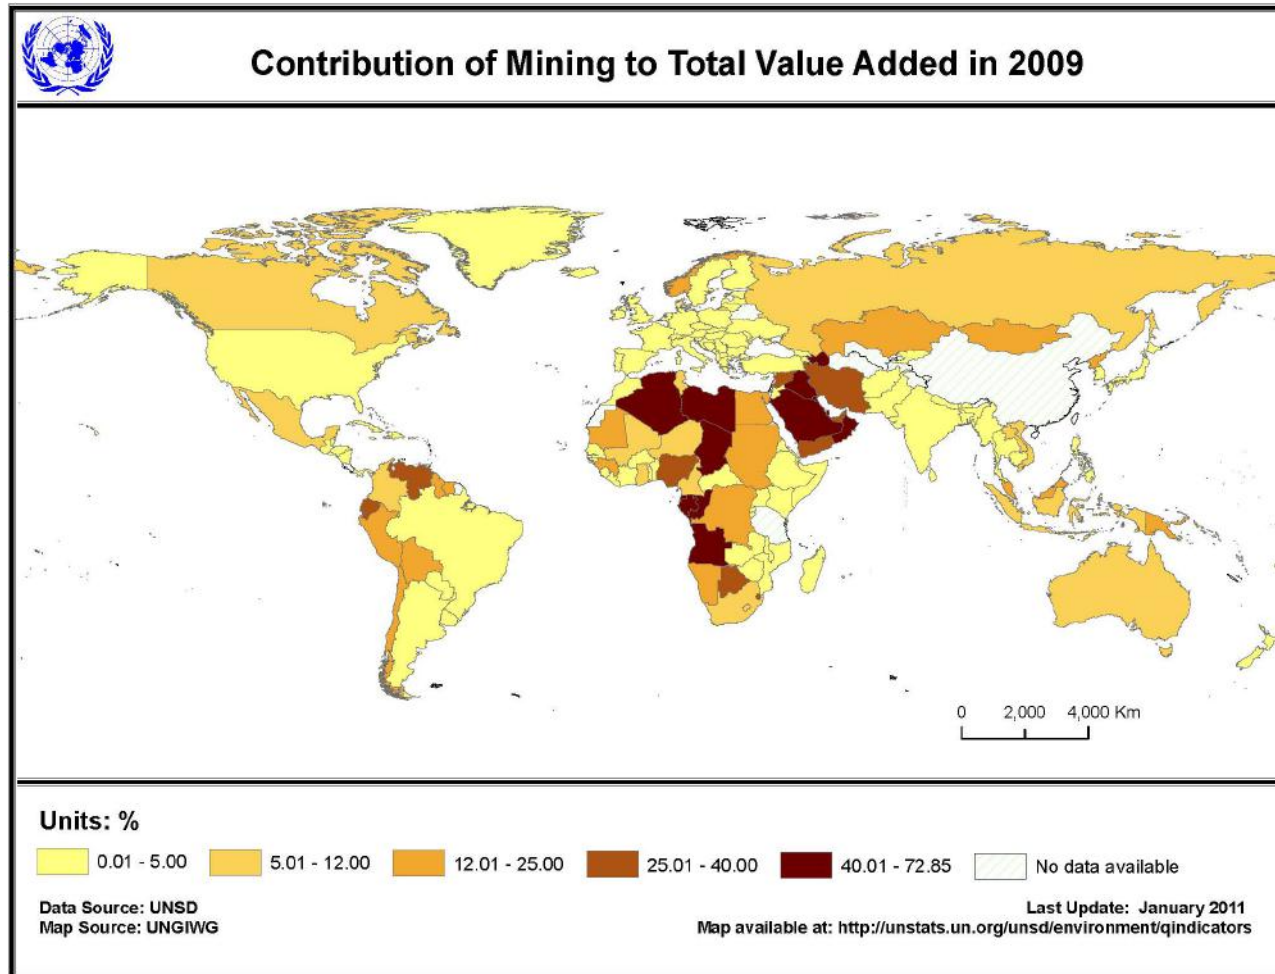 Contribution of Mining to Total Value Added in 2009
0 2,000 4,000 Km
Units: %
0.01 - 5.00 5.01 - 12.00 12.01 - 25.00 25.01 - 40.00 40.01 - 72.85 No data available
Data Source: UNSD Last Update: January 2011
Map Source: UNGIWG Map available at: http://unstats.un.org/unsd/environment/qindicators